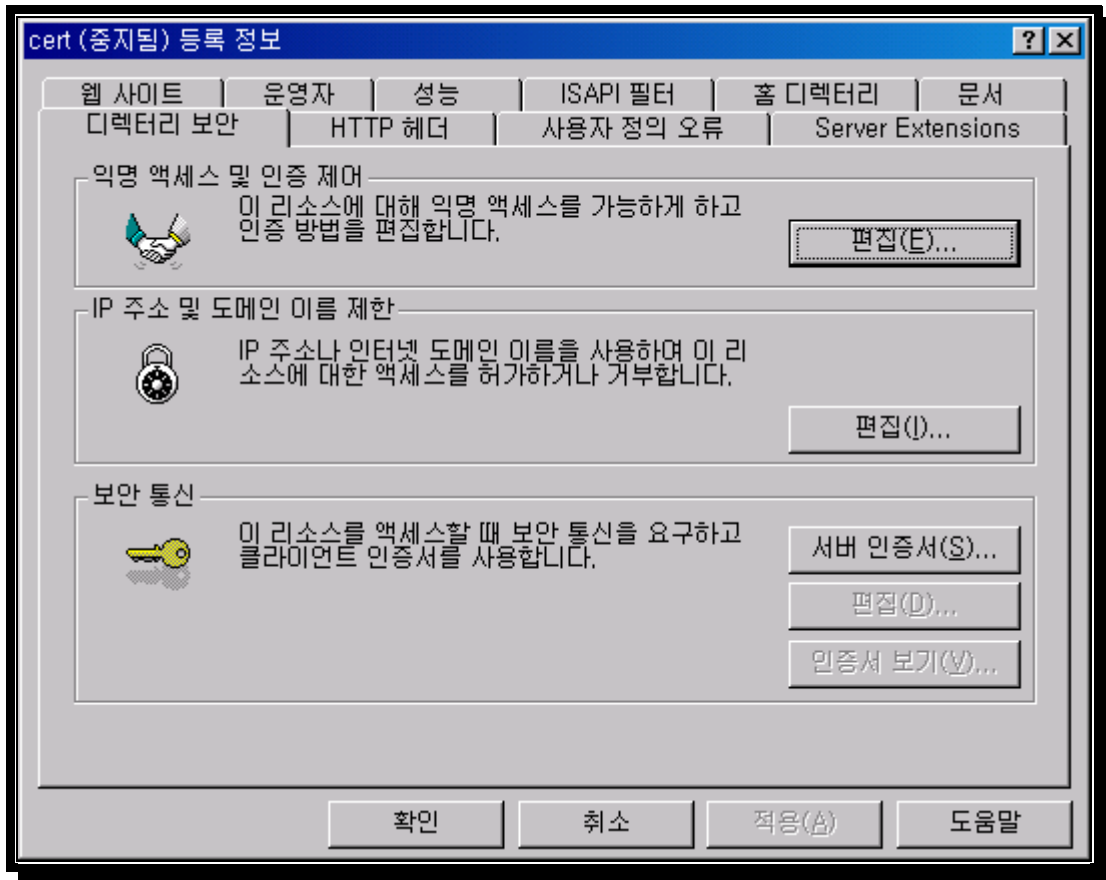 cert (중지됨) 등록 정보
웹 사이트 운영자 성능 ISAPI 필터 홈 디렉터리 문서
디렉터리 보안 HTTP 헤더 사용자 정의 오류 Server Extensions
익명 액세스 및 인증 제어
이 리소스에 대해 익명 액세스를 가능하게 하고
인증 방법을 편집합니다.
편집(E)...
IP 주소 및 도메인 이름 제한
IP 주소나 인터넷 도메인 이름을 사용하여 이 리
소스에 대한 액세스를 허가하거나 거부합니다.
편집(I)...
보안 통신
이 리소스를 액세스할 때 보안 통신을 요구하고
클라이언트 인증서를 사용합니다.
서버 인증서(S)...
편집(D)...
인증서 보기(V)...
확인 취소 적용(A) 도움말